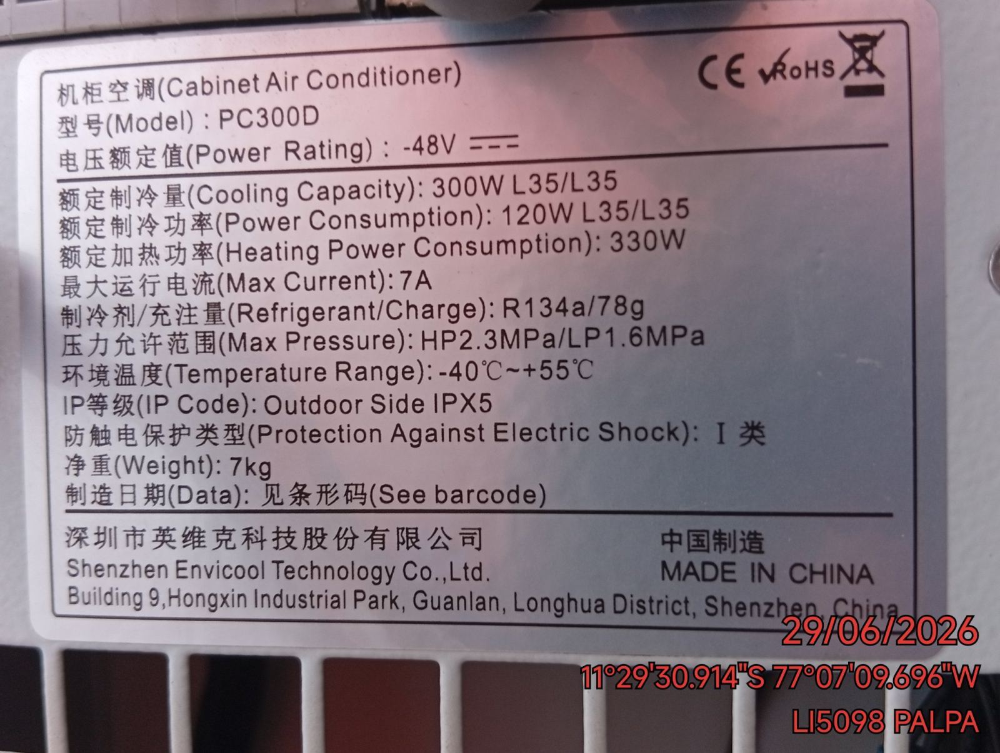 机柜空调(Cabinet Air Conditioner)
CE RoHS
型号(Model) : PC300D
电压额定值(Power Rating) : -48V
额定制冷量(Cooling Capacity): 300W L35/L35
额定制冷功率(Power Consumption): 120W L35/L35
额定加热功率(Heating Power Consumption): 330W
最大运行电流(Max Current): 7A
制冷剂/充注量(Refrigerant/Charge): R134a/78g
压力允许范围(Max Pressure): HP2.3MPa/LP1.6MPa
环境温度(Temperature Range): -40℃~+55℃
IP等级(IP Code): Outdoor Side IPX5
防触电保护类型(Protection Against Electric Shock): I 类
净重(Weight): 7kg
制造日期(Data): 见条形码(See barcode)
深圳市英维克科技股份有限公司
中国制造
Shenzhen Envicool Technology Co.,Ltd.
MADE IN CHINA
Building 9,Hongxin Industrial Park, Guanlan, Longhua District, Shenzhen, China
29/06/2026
11°29'30.914"S 77°07'09.696"W
LI5098 PALPA